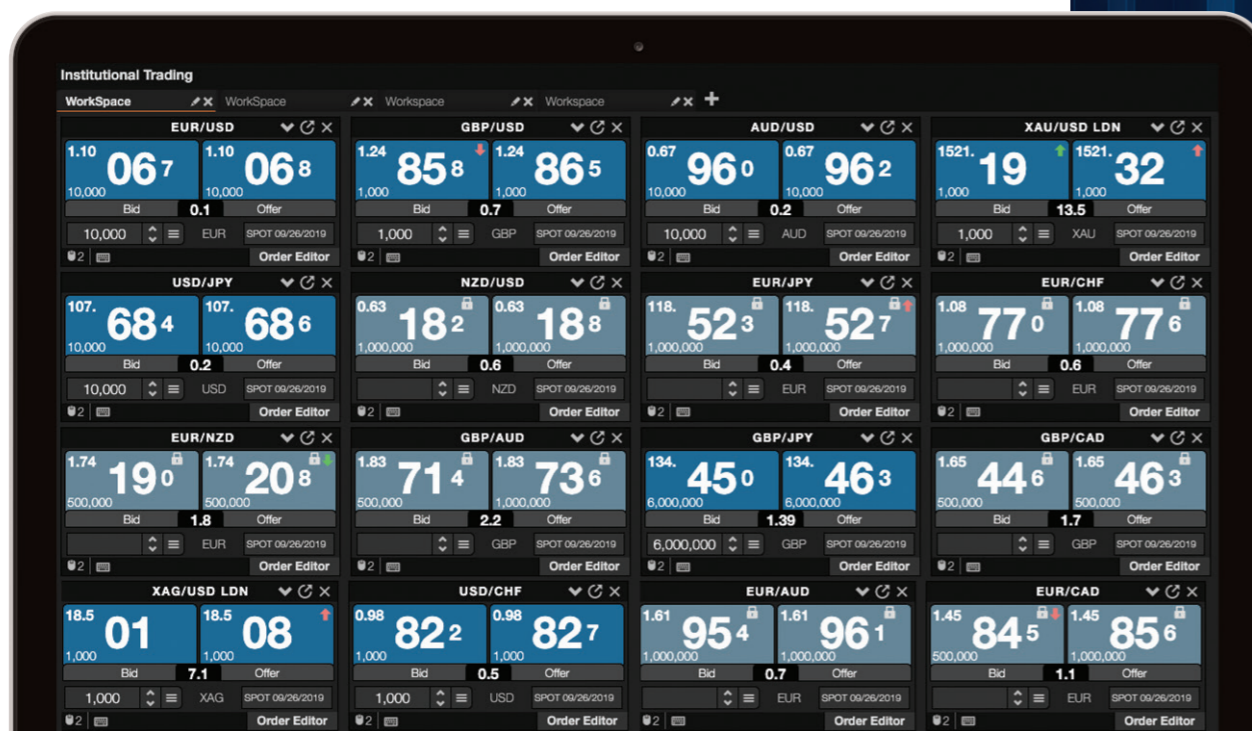 Institutional Trading
WorkSpace WorkSpace Workspace Workspace
EUR/USD GBP/USD AUD/USD XAU/USD LDN
1.10 067 1.10 068 1.24 858 1.24 865 0.67 960 0.67 962 1521. 19 1521. 32
10,000 10,000 1,000 1,000 10,000 10,000 1,000 1,000
Bid 0.1 Offer Bid 0.7 Offer Bid 0.2 Offer Bid 13.5 Offer
10,000 EUR SPOT 09/26/2019 1,000 GBP SPOT 09/26/2019 10,000 AUD SPOT 09/26/2019 1,000 XAU SPOT 09/26/2019
2 Order Editor 2 Order Editor 2 Order Editor 2 Order Editor
USD/JPY NZD/USD EUR/JPY EUR/CHF
107. 684 107. 686 0.63 182 0.63 188 118. 523 118. 527 1.08 770 1.08 776
10,000 10,000 1,000,000 1,000,000 1,000,000 1,000,000 1,000,000 1,000,000
Bid 0.2 Offer Bid 0.6 Offer Bid 0.4 Offer Bid 0.6 Offer
10,000 USD SPOT 09/26/2019 NZD SPOT 09/26/2019 EUR SPOT 09/26/2019 EUR SPOT 09/26/2019
2 Order Editor 2 Order Editor 2 Order Editor 2 Order Editor
EUR/NZD GBP/AUD GBP/JPY GBP/CAD
1.74 190 1.74 208 1.83 714 1.83 736 134. 450 134. 463 1.65 446 1.65 463
500,000 500,000 500,000 1,000,000 6,000,000 6,000,000 500,000 500,000
Bid 1.8 Offer Bid 2.2 Offer Bid 1.39 Offer Bid 1.7 Offer
EUR SPOT 09/26/2019 GBP SPOT 09/26/2019 6,000,000 GBP SPOT 09/26/2019 GBP SPOT 09/26/2019
2 Order Editor 2 Order Editor 2 Order Editor 2 Order Editor
XAG/USD LDN USD/CHF EUR/AUD EUR/CAD
18.5 01 18.5 08 0.98 822 0.98 827 1.61 954 1.61 961 1.45 845 1.45 856
1,000 1,000 1,000 1,000 1,000,000 1,000,000 500,000 1,000,000
Bid 7.1 Offer Bid 0.5 Offer Bid 0.7 Offer Bid 1.1 Offer
1,000 XAG SPOT 09/26/2019 1,000 USD SPOT 09/26/2019 EUR SPOT 09/26/2019 EUR SPOT 09/26/2019
2 Order Editor 2 Order Editor 2 Order Editor 2 Order Editor